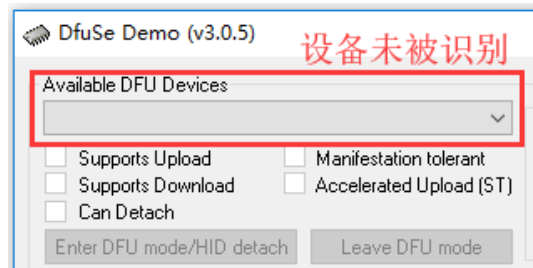 DfuSe Demo (v3.0.5)
设备未被识别
Available DFU Devices
Supports Upload
Manifestation tolerant
Supports Download
Accelerated Upload (ST)
Can Detach
Enter DFU mode/HID detach
Leave DFU mode